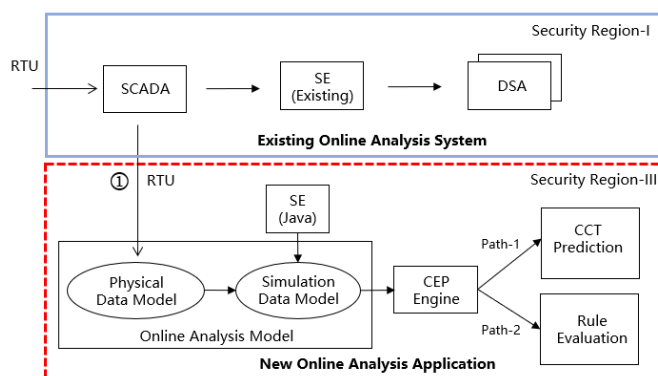 Security Region-I
RTU
SCADA
SE
(Existing)
DSA
Existing Online Analysis System
① RTU
Security Region-III
SE
(Java)
CCT
Prediction
Path-1
Physical
Data Model
Simulation
Data Model
CEP
Engine
Path-2
Rule
Evaluation
Online Analysis Model
New Online Analysis Application